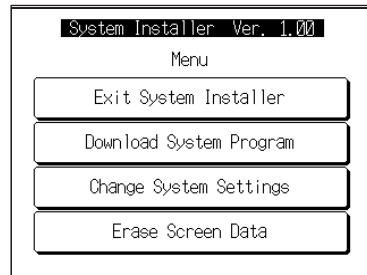 System Installer Ver. 1.00
Menu
Exit System Installer
Download System Program
Change System Settings
Erase Screen Data